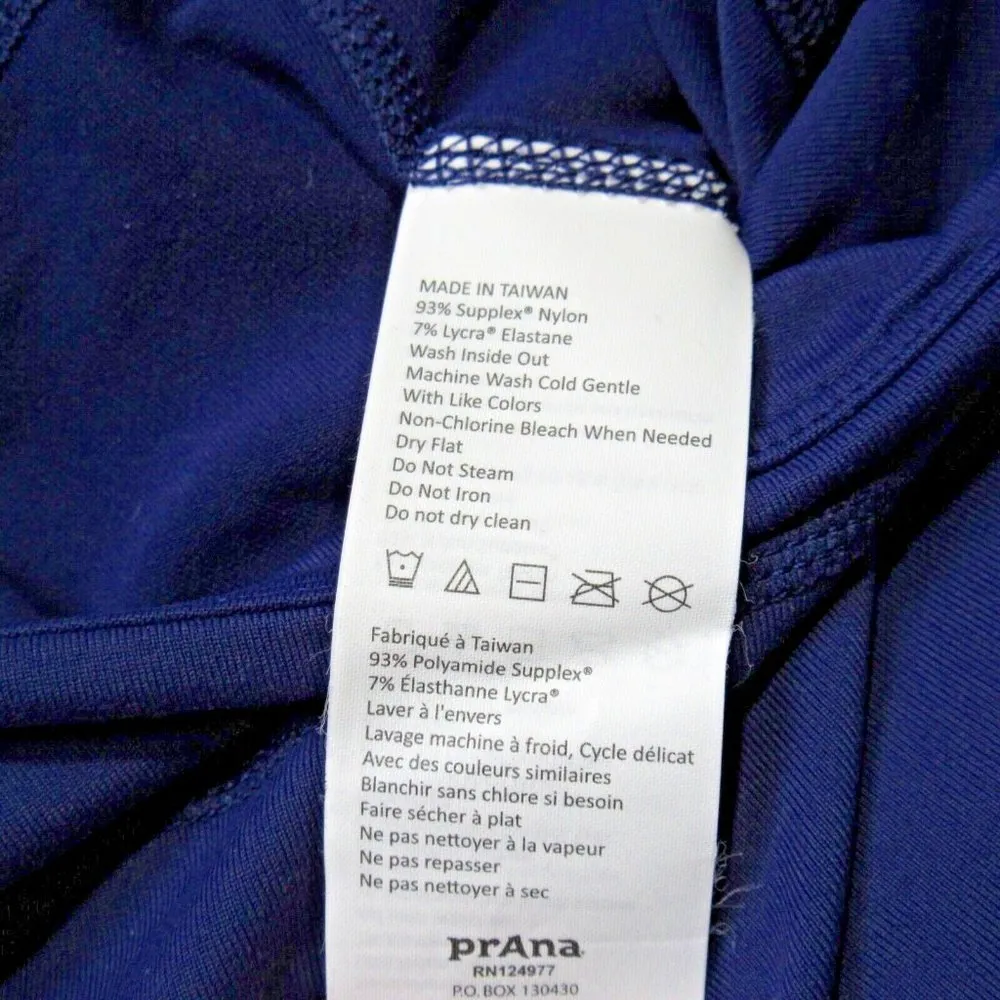 MADE IN TAIWAN
93% Supplex® Nylon
7% Lycra® Elastane
Wash Inside Out
Machine Wash Cold Gentle
With Like Colors
Non-Chlorine Bleach When Needed
Dry Flat
Do Not Steam
Do Not Iron
Do not dry clean
Fabriqué à Taiwan
93% Polyamide Supplex®
7% Élasthanne Lycra®
Laver à l'envers
Lavage machine à froid, Cycle délicat
Avec des couleurs similaires
Blanchir sans chlore si besoin
Faire sécher à plat
Ne pas nettoyer à la vapeur
Ne pas repasser
Ne pas nettoyer à sec
prAna
RN124977
P.O. BOX 130430